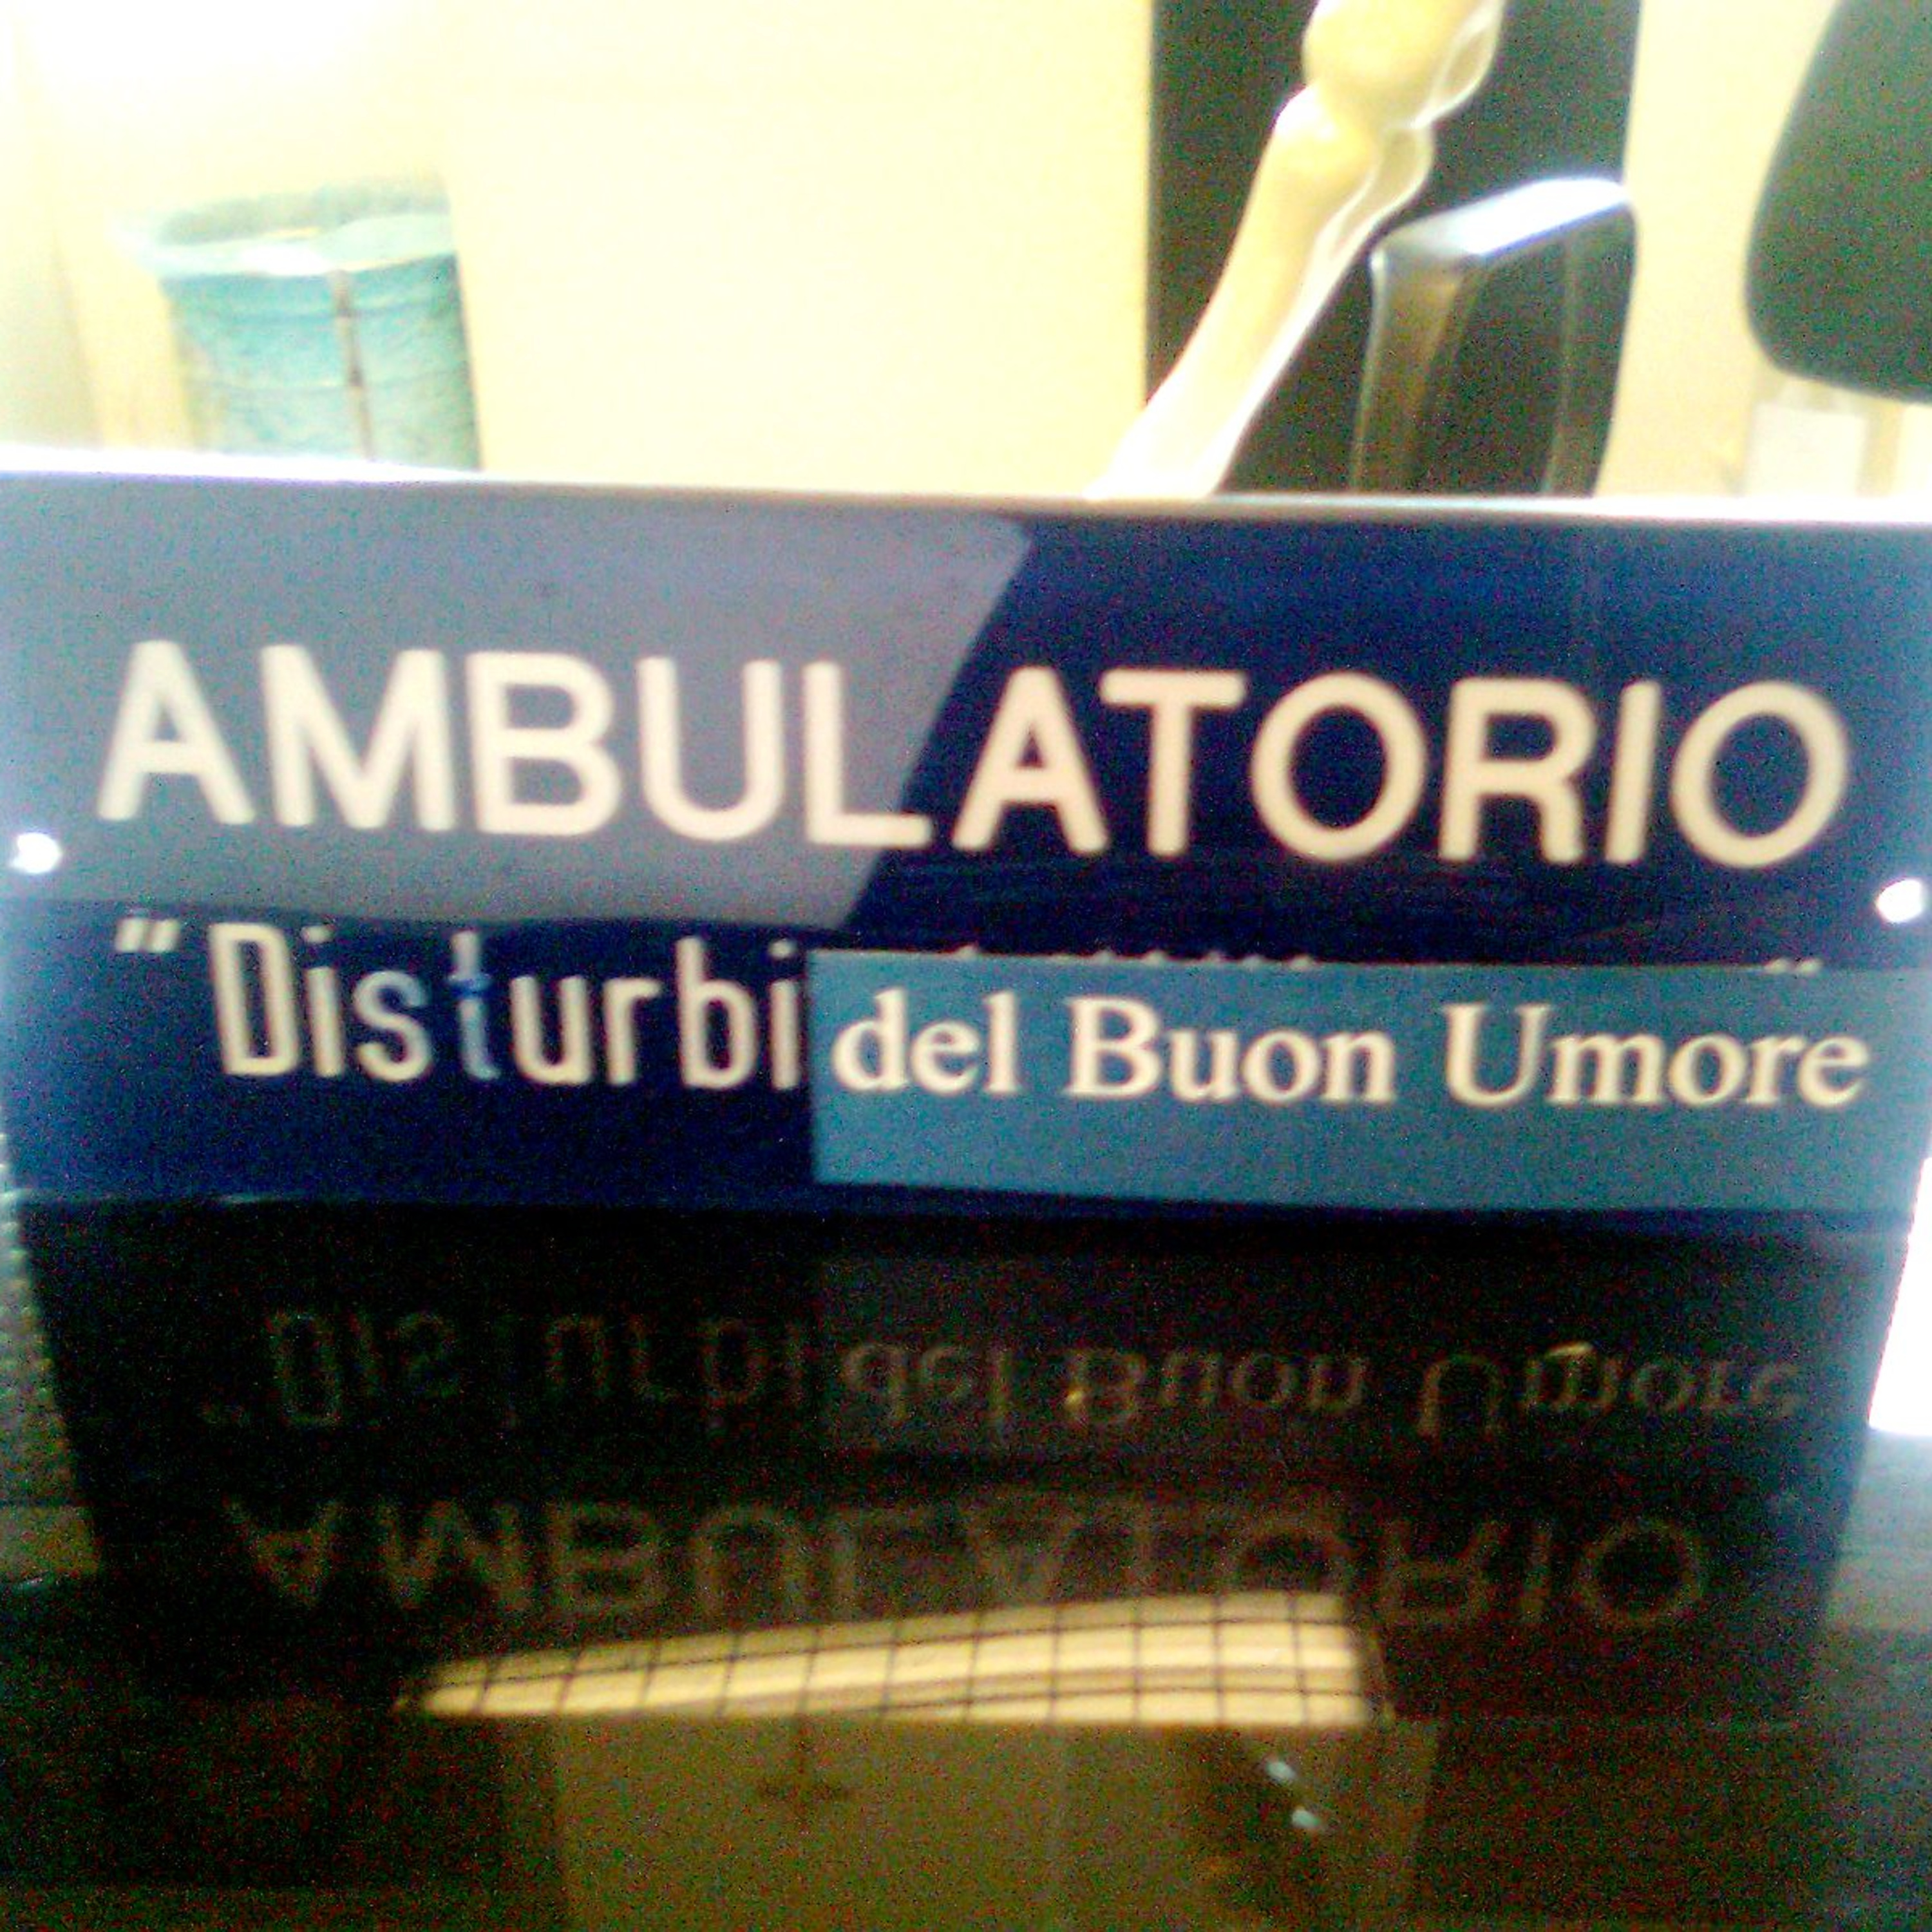 AMBULATORIO
"Disturbi del Buon Umore